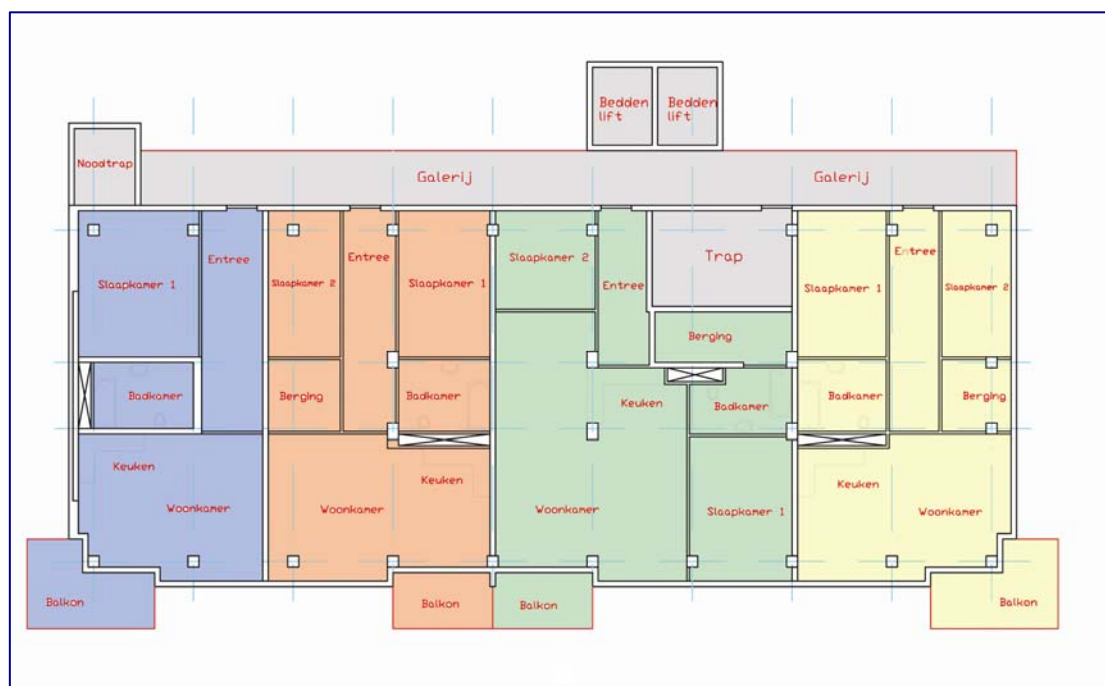 Bedden
lift
Bedden
lift
Noodtrap
Galerij
Galerij
Slaapkamer 1
Entree
Slaapkamer 2
Entree
Slaapkamer 1
Slaapkamer 2
Entree
Trap
Slaapkamer 1
Entree
Slaapkamer 2
Berging
Badkamer
Berging
Badkamer
Keuken
Badkamer
Badkamer
Berging
Keuken
Woonkamer
Woonkamer
Keuken
Woonkamer
Slaapkamer 1
Keuken
Woonkamer
Balkon
Balkon
Balkon
Balkon